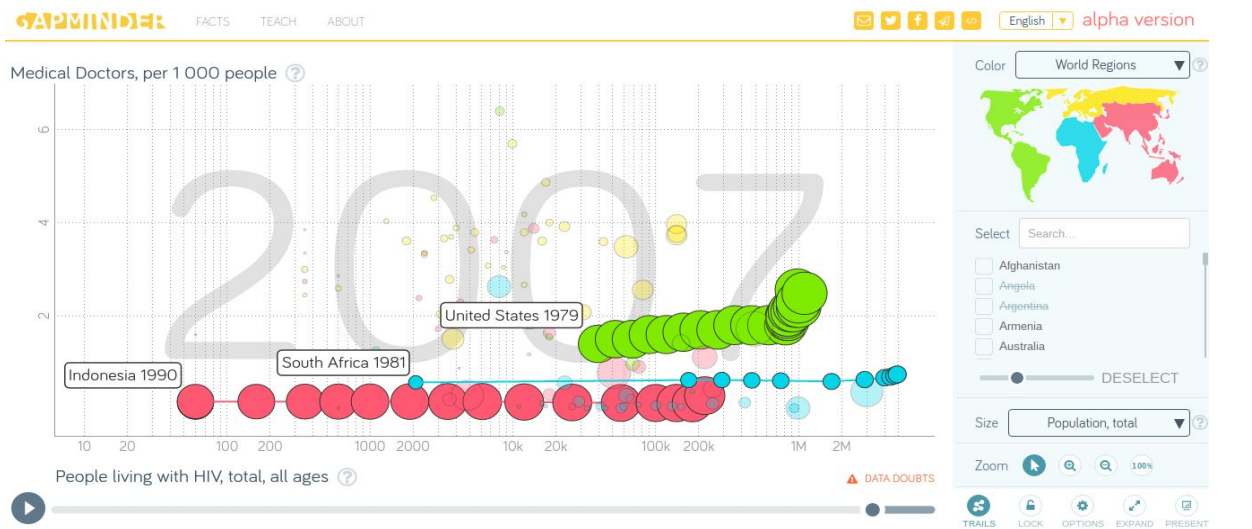 GAPMINDER FACTS TEACH ABOUT English ▼ alpha version
Medical Doctors, per 1 000 people ?
Color World Regions ▼ ?
2007
6
4
2
United States 1979
South Africa 1981
Indonesia 1990
10 20 100 200 1000 2000 10k 20k 100k 200k 1M 2M
People living with HIV, total, all ages ?
DATA DOUBTS
Select Search...
Afghanistan
Angola
Argentina
Armenia
Australia
DESELECT
Size Population, total ▼ ?
Zoom 100%
TRAILS LOCK OPTIONS EXPAND PRESENT